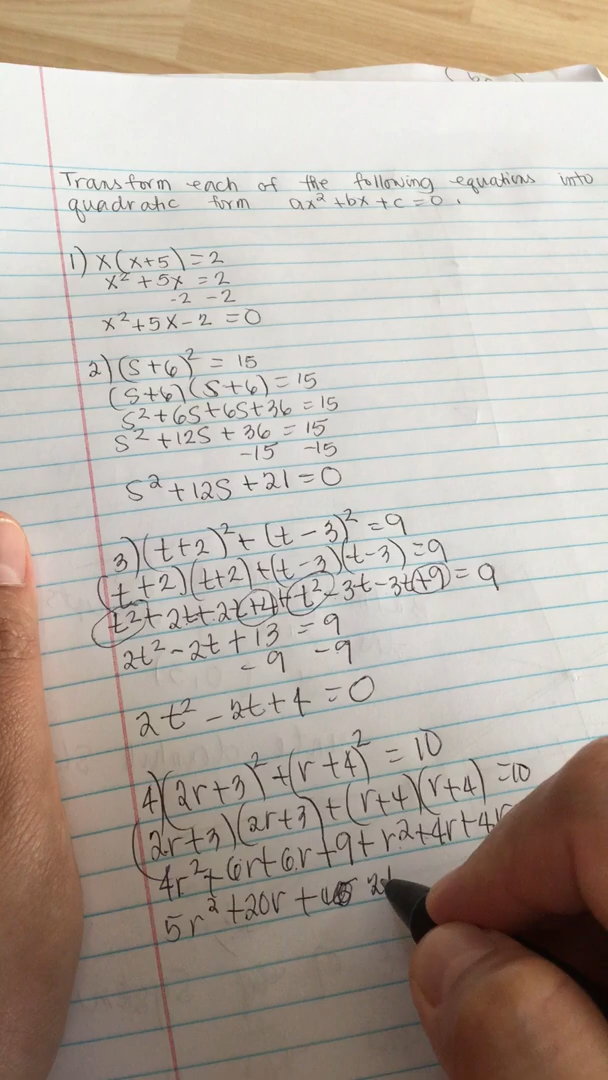 Transform each of the following equations into
quadratic form ax² + bx + c = 0.
1) x(x+5) = 2
x² + 5x = 2
-2 -2
x² + 5x - 2 = 0
2) (s+6)² = 15
(s+6)(s+6) = 15
s² + 6s + 6s + 36 = 15
s² + 12s + 36 = 15
-15 -15
s² + 12s + 21 = 0
3) (t+2)² + (t-3)² = 9
(t+2)(t+2) + (t-3)(t-3) = 9
t² + 2t + 2t + 4 + t² - 3t - 3t + 9 = 9
2t² - 2t + 13 = 9
- 9 -9
2t² - 2t + 4 = 0
4) (2r+3)² + (r+4)² = 10
(2r+3)(2r+3) + (r+4)(r+4) = 10
4r² + 6r + 6r + 9 + r² + 4r + 4r
5r² + 20r +